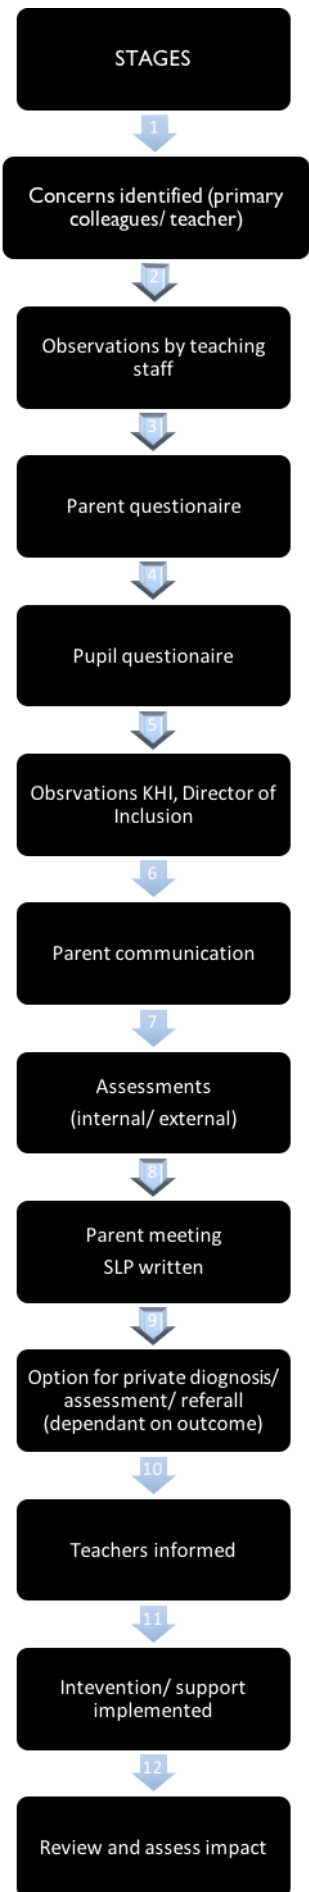 STAGES
1
Concerns identified (primary
colleagues/ teacher)
2
Observations by teaching
staff
3
Parent questionaire
4
Pupil questionaire
5
Obsrvations KHI, Director of
Inclusion
6
Parent communication
7
Assessments
(internal/ external)
8
Parent meeting
SLP written
9
Option for private diognosis/
assessment/ referall
(dependant on outcome)
10
Teachers informed
11
Intevention/ support
implemented
12
Review and assess impact